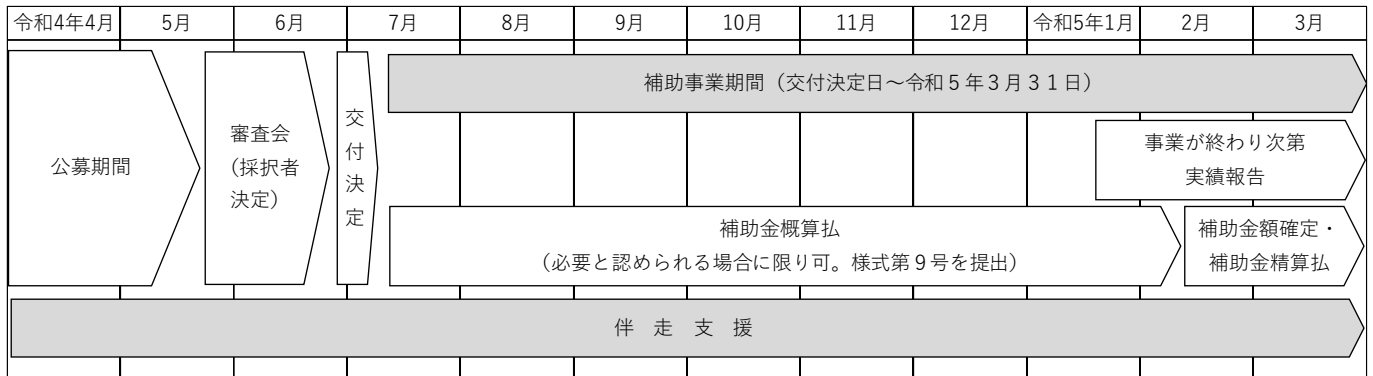 令和4年4月 5月 6月 7月 8月 9月 10月 11月 12月 令和5年1月 2月 3月
補助事業期間（交付決定日～令和５年３月３１日）
公募期間
審査会
(採択者
決定)
交
付
決
定
事業が終わり次第
実績報告
補助金概算払
（必要と認められる場合に限り可。様式第９号を提出）
補助金額確定・
補助金精算払
伴　走　支　援